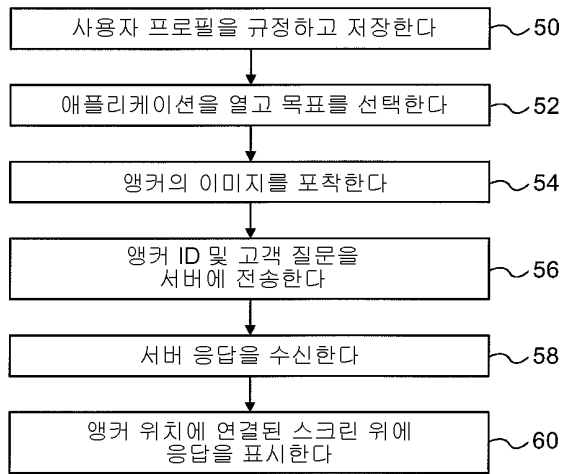 사용자 프로필을 규정하고 저장한다
50
애플리케이션을 열고 목표를 선택한다
52
앵커의 이미지를 포착한다
54
앵커 ID 및 고객 질문을
서버에 전송한다
56
서버 응답을 수신한다
58
앵커 위치에 연결된 스크린 위에
응답을 표시한다
60